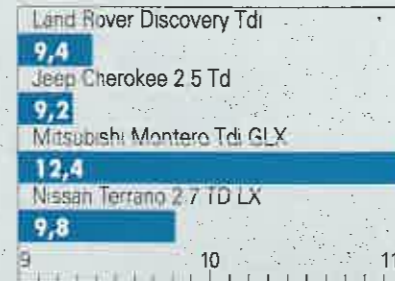 Land Rover Discovery Tdi
9,4
Jeep Cherokee 2.5 Td
9,2
Mitsubishi Montero Tdi GLX
12,4
Nissan Terrano 2.7 TD LX
9,8
9 10 11